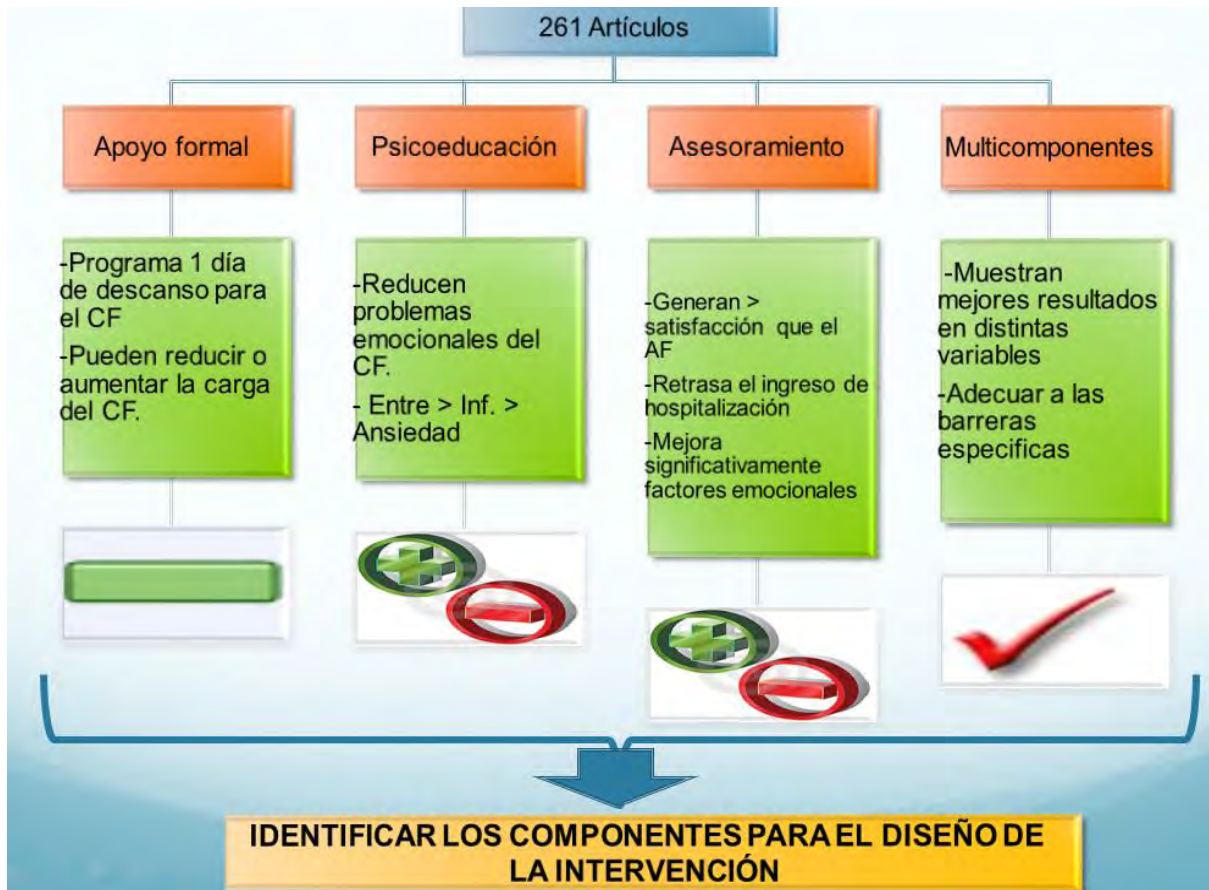 261 Artículos
Apoyo formal
Psicoeducación
Asesoramiento
Multicomponentes
-Programa 1 día
de descanso para
el CF
-Pueden reducir o
aumentar la carga
del CF.
-Reducen
problemas
emocionales del
CF.
- Entre > Inf. >
Ansiedad
-Generan >
satisfacción que el
AF
-Retrasa el ingreso de
hospitalización
-Mejora
significativamente
factores emocionales
-Muestran
mejores resultados
en distintas
variables
-Adecuar a las
barreras
especificas
IDENTIFICAR LOS COMPONENTES PARA EL DISEÑO DE
LA INTERVENCIÓN